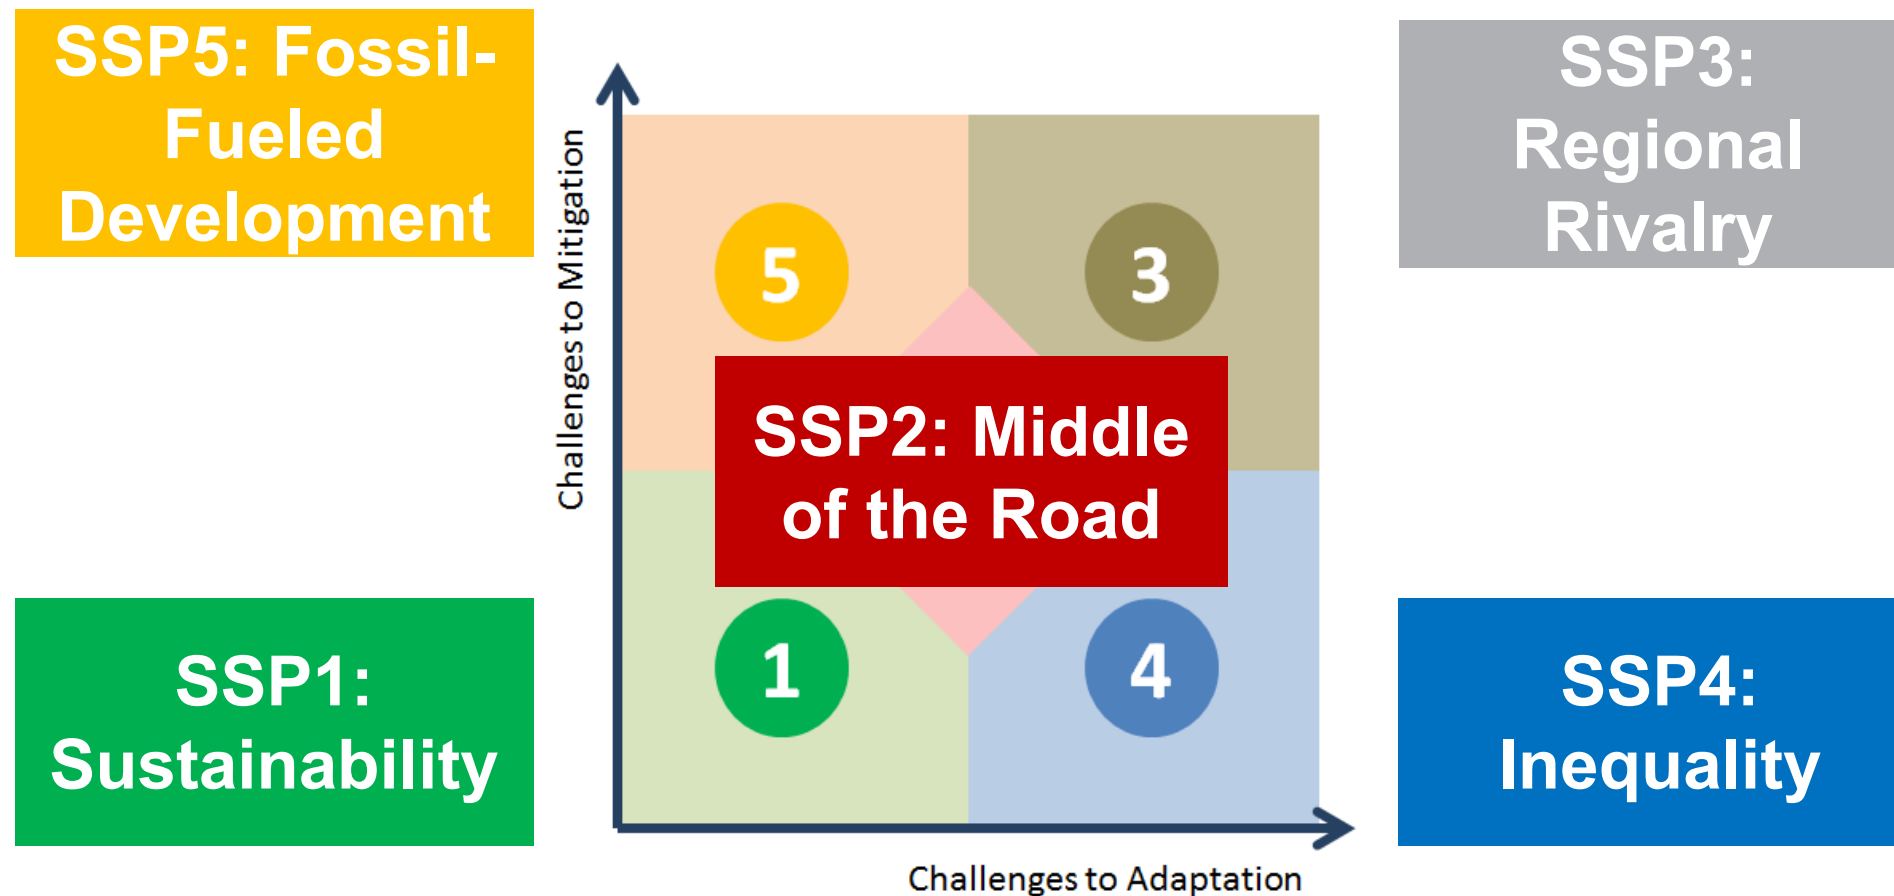 SSP5: Fossil-
Fueled
Development
SSP3:
Regional
Rivalry
Challenges to Mitigation
5
3
SSP2: Middle
of the Road
1
4
SSP1:
Sustainability
SSP4:
Inequality
Challenges to Adaptation